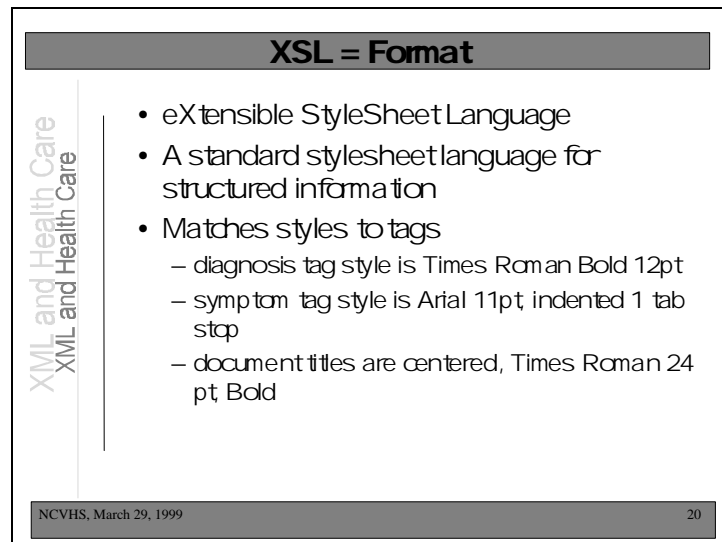 XSL = Format
XML and Health Care
XML and Health Care
• eXtensible StyleSheet Language
• A standard stylesheet language for
structured information
• Matches styles to tags
– diagnosis tag style is Times Roman Bold 12pt
– symptom tag style is Arial 11pt, indented 1 tab
stop
– document titles are centered, Times Roman 24
pt, Bold
NCVHS, March 29, 1999
20